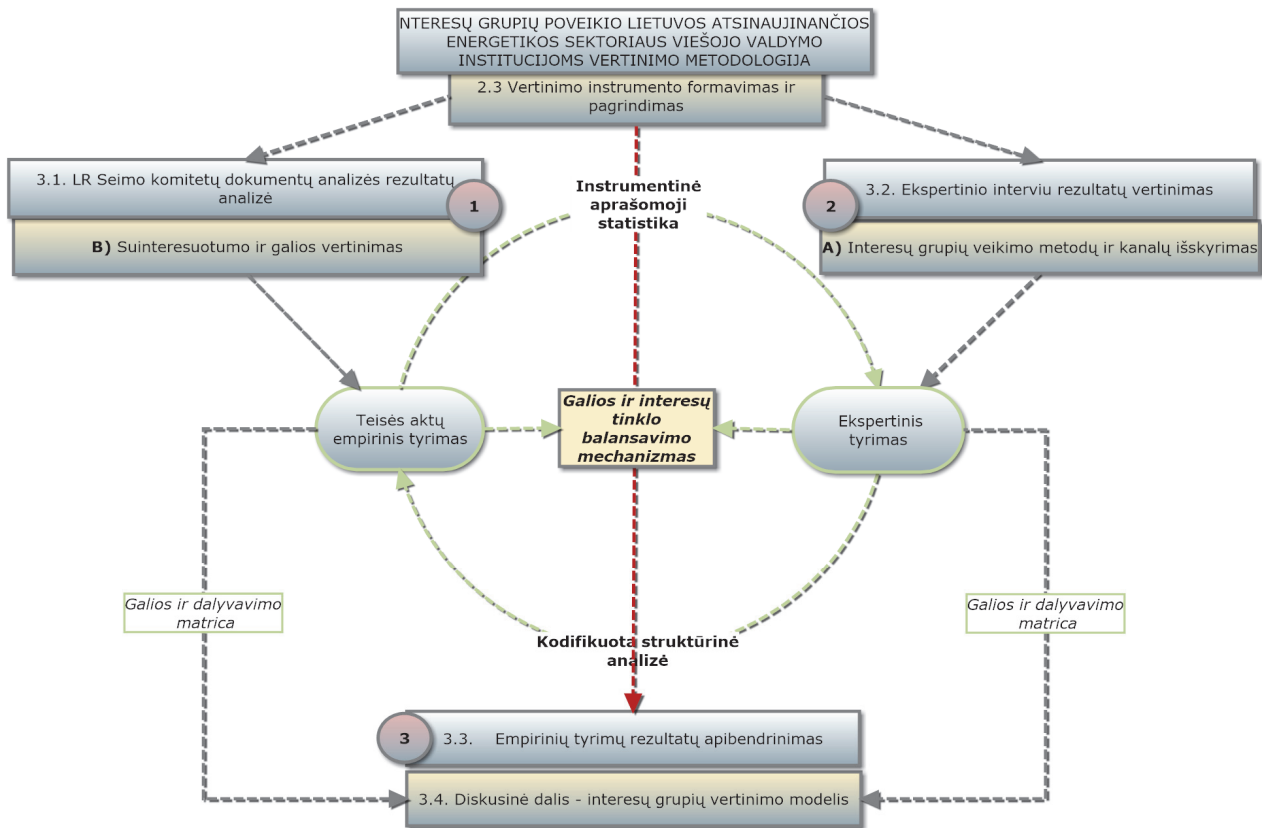 NTERESŲ GRUPIŲ POVEIKIO LIETUVOS ATSINAUJINANČIOS
ENERGETIKOS SEKTORIAUS VIEŠOJO VALDYMO
INSTITUCIJOMS VERTINIMO METODOLOGIJA
2.3 Vertinimo instrumento formavimas ir
pagrindimas
3.1. LR Seimo komitetų dokumentų analizės rezultatų
analizė
1
B) Suinteresuotumo ir galios vertinimas
Instrumentinė
aprašomoji
statistika
2
3.2. Ekspertinio interviu rezultatų vertinimas
A) Interesų grupių veikimo metodų ir kanalų išskyrimas
Teisės aktų
empirinis tyrimas
Galios ir interesų
tinklo
balansavimo
mechanizmas
Ekspertinis
tyrimas
Galios ir dalyvavimo
matrica
Galios ir dalyvavimo
matrica
Kodifikuota struktūrinė
analizė
3
3.3. Empirinių tyrimų rezultatų apibendrinimas
3.4. Diskusinė dalis - interesų grupių vertinimo modelis